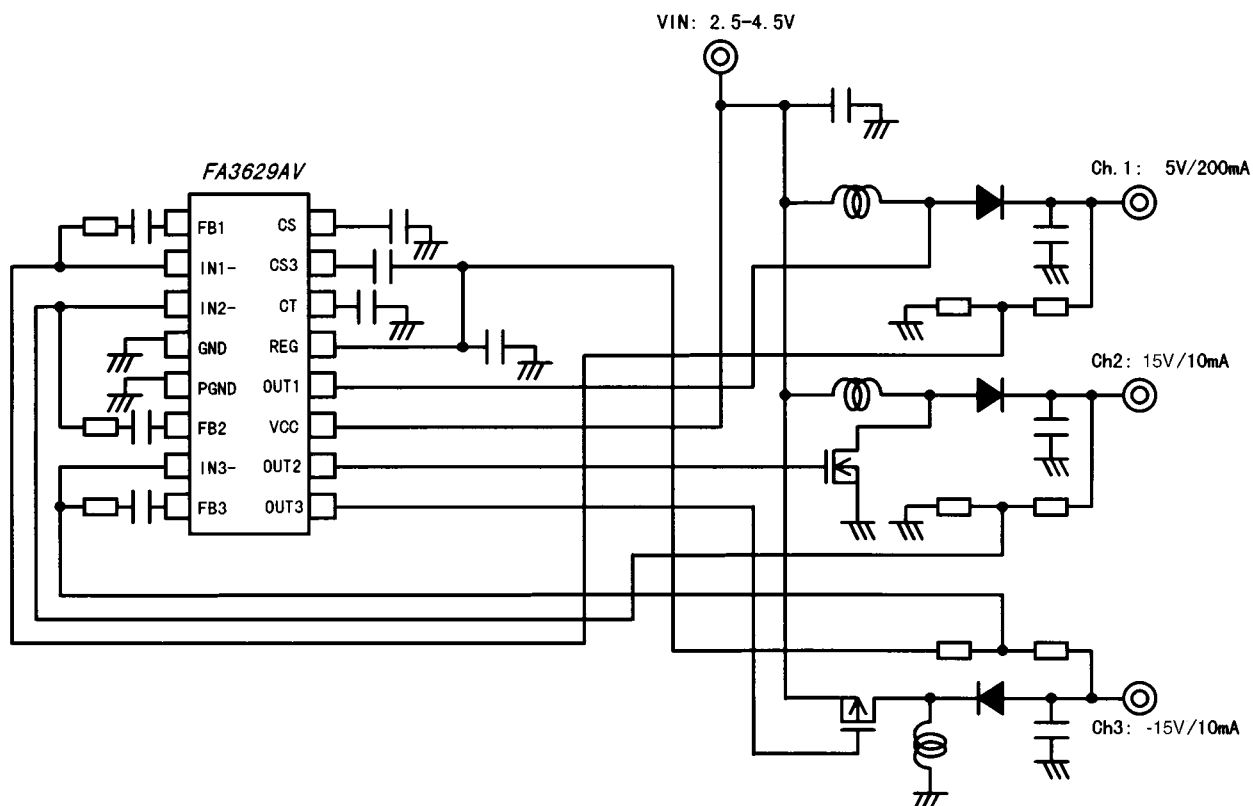 VIN: 2.5-4.5V
FA3629AV
Ch.1: 5V/200mA
FB1 CS
IN1- CS3
IN2- CT
GND REG
PGND OUT1
Ch2: 15V/10mA
FB2 VCC
IN3- OUT2
FB3 OUT3
Ch3: -15V/10mA